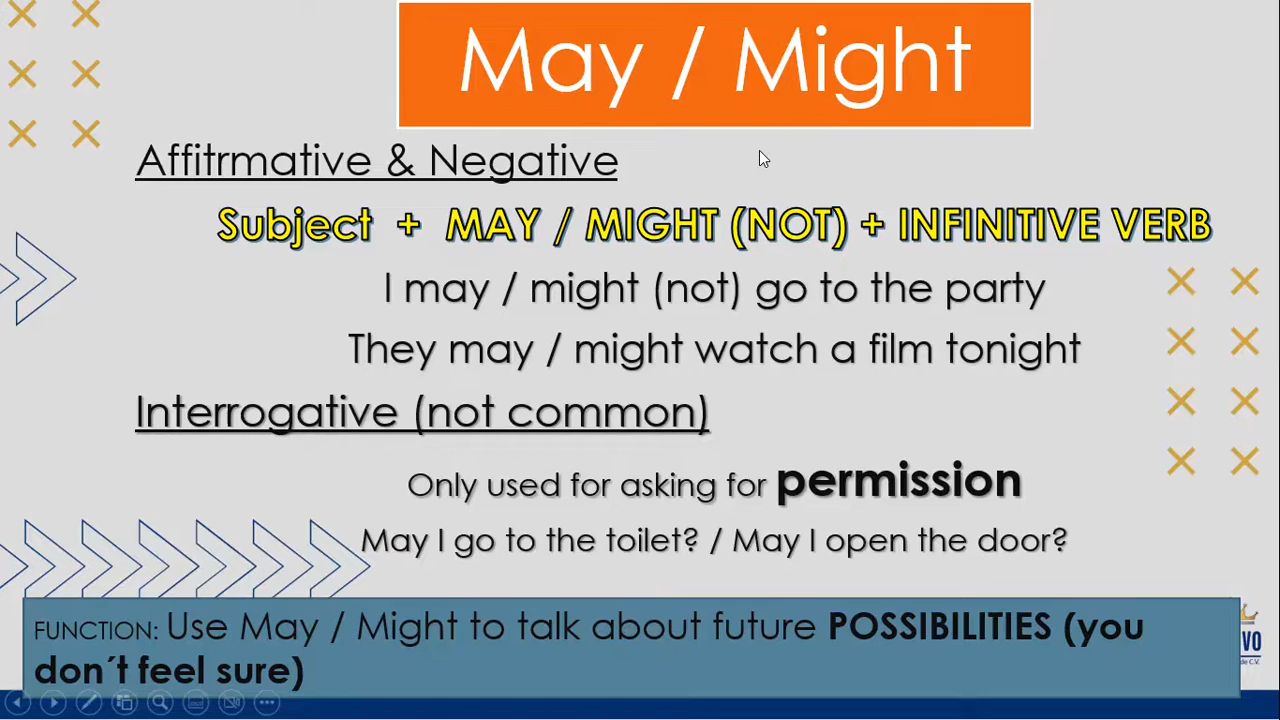 May / Might
Affitrmative & Negative
Subject + MAY / MIGHT (NOT) + INFINITIVE VERB
I may / might (not) go to the party
They may / might watch a film tonight
Interrogative (not common)
Only used for asking for permission
May I go to the toilet? / May I open the door?
FUNCTION: Use May / Might to talk about future POSSIBILITIES (you
don´t feel sure)
VO
de C.V.